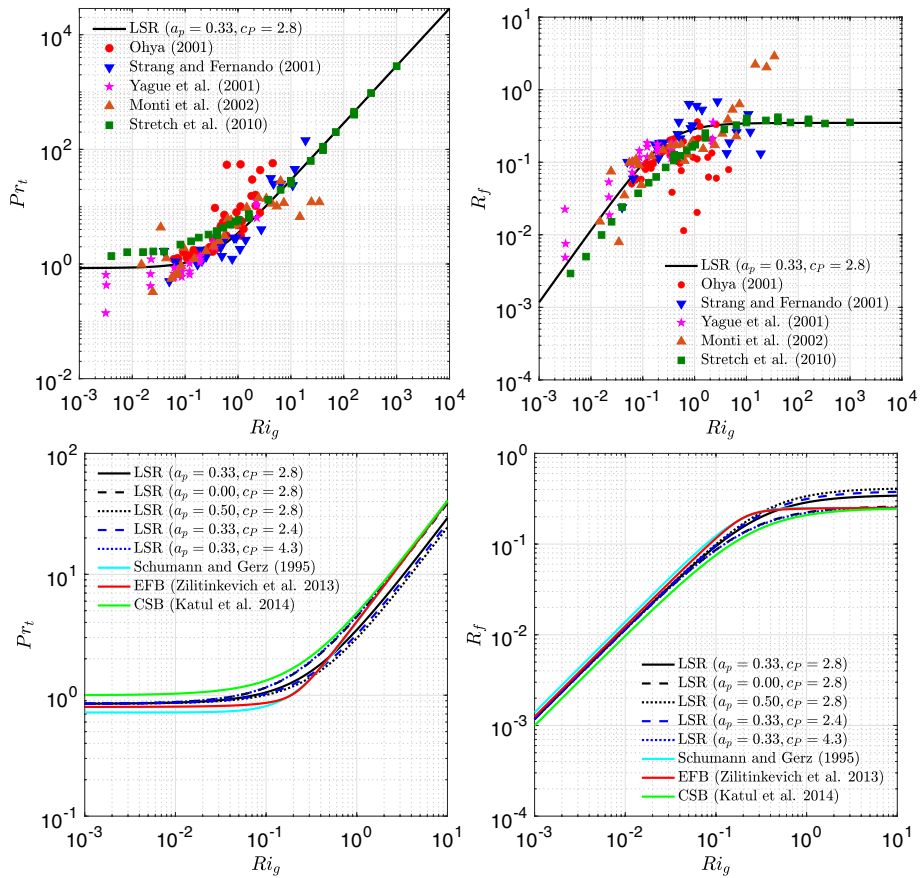 10^4
10^2
10^0
10^-2
Pr_t
LSR (a_p = 0.33, c_P = 2.8)
Ohya (2001)
Strang and Fernando (2001)
Yague et al. (2001)
Monti et al. (2002)
Stretch et al. (2010)
10^-3 10^-2 10^-1 10^0 10^1 10^2 10^3 10^4
Ri_g
10^1
10^0
10^-1
10^-2
10^-3
10^-4
R_f
LSR (a_p = 0.33, c_P = 2.8)
Ohya (2001)
Strang and Fernando (2001)
Yague et al. (2001)
Monti et al. (2002)
Stretch et al. (2010)
10^-3 10^-2 10^-1 10^0 10^1 10^2 10^3 10^4
Ri_g
10^2
10^1
10^0
10^-1
Pr_t
LSR (a_p = 0.33, c_P = 2.8)
LSR (a_p = 0.00, c_P = 2.8)
LSR (a_p = 0.50, c_P = 2.8)
LSR (a_p = 0.33, c_P = 2.4)
LSR (a_p = 0.33, c_P = 4.3)
Schumann and Gerz (1995)
EFB (Zilitinkevich et al. 2013)
CSB (Katul et al. 2014)
10^-3 10^-2 10^-1 10^0 10^1
Ri_g
10^0
10^-1
10^-2
10^-3
10^-4
R_f
LSR (a_p = 0.33, c_P = 2.8)
LSR (a_p = 0.00, c_P = 2.8)
LSR (a_p = 0.50, c_P = 2.8)
LSR (a_p = 0.33, c_P = 2.4)
LSR (a_p = 0.33, c_P = 4.3)
Schumann and Gerz (1995)
EFB (Zilitinkevich et al. 2013)
CSB (Katul et al. 2014)
10^-3 10^-2 10^-1 10^0 10^1
Ri_g